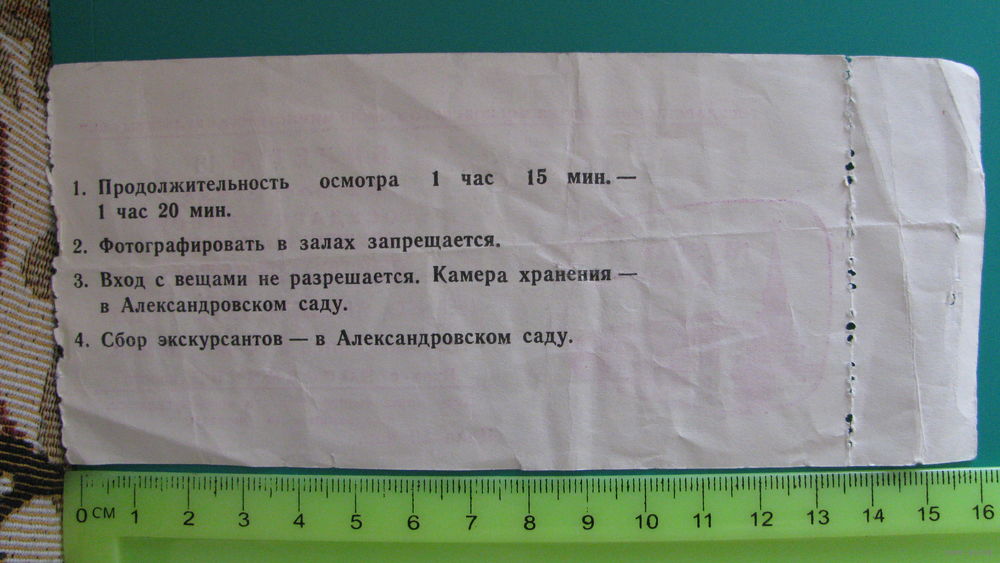 1. Продолжительность осмотра 1 час 15 мин. —
1 час 20 мин.
2. Фотографировать в залах запрещается.
3. Вход с вещами не разрешается. Камера хранения —
в Александровском саду.
4. Сбор экскурсантов — в Александровском саду.
0 СМ 1 2 3 4 5 6 7 8 9 10 11 12 13 14 15 16